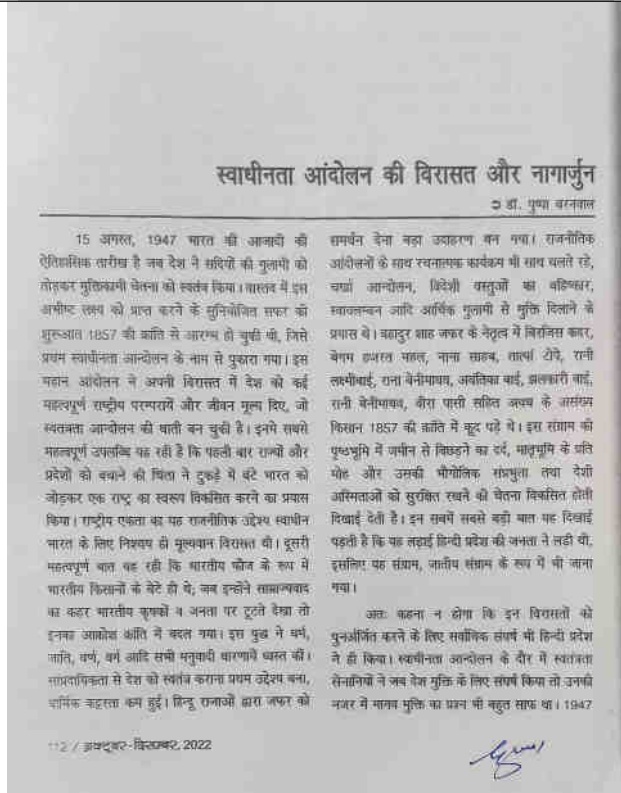 स्वाधीनता आंदोलन की विरासत और नागार्जुन
डॉ. पुष्पा बरनवाल
15 अगस्त, 1947 भारत की आजादी की
ऐतिहासिक तारीख है जब देश ने सदियों की गुलामी को
तोड़कर मुक्तिकामी चेतना को स्वतंत्र किया। वास्तव में इस
अभीष्ट लक्ष्य को प्राप्त करने के सुनियोजित सफर की
शुरूआत 1857 की क्रांति से आरम्भ हो चुकी थी, जिसे
प्रथम स्वाधीनता आन्दोलन के नाम से पुकारा गया। इस
महान आंदोलन ने अपनी विरासत में देश को कई
महत्वपूर्ण राष्ट्रीय परम्परायें और जीवन मूल्य दिए, जो
स्वतंत्रता आन्दोलन की थाती बन चुकी है। इनमे सबसे
महत्वपूर्ण उपलब्धि यह रही है कि पहली बार राज्यों और
प्रदेशों को बचाने की चिंता ने टुकड़े में बंटे भारत को
जोड़कर एक राष्ट्र का स्वरूप विकसित करने का प्रयास
किया। राष्ट्रीय एकता का यह राजनीतिक उद्देश्य स्वाधीन
भारत के लिए निश्चय ही मूल्यवान विरासत थी। दूसरी
महत्वपूर्ण बात यह रही कि भारतीय फौज के रूप में
भारतीय किसानों के बेटे ही थे; जब इन्होंने साम्राज्यवाद
का कहर भारतीय कृषकों व जनता पर टूटते देखा तो
इनका आक्रोश क्रांति में बदल गया। इस युद्ध ने धर्म,
जाति, वर्ण, वर्ग आदि सभी मनुवादी धारणायें ध्वस्त की।
साम्प्रदायिकता से देश को स्वतंत्र कराना प्रथम उद्देश्य बना,
धार्मिक कट्टरता कम हुई। हिन्दू राजाओं द्वारा जफर को
समर्थन देना बड़ा उदाहरण बन गया। राजनीतिक
आंदोलनों के साथ रचनात्मक कार्यक्रम भी साथ चलते रहे,
चर्खा आन्दोलन, विदेशी वस्तुओं का बहिष्कार,
स्वावलम्बन आदि आर्थिक गुलामी से मुक्ति दिलाने के
प्रयास थे। बहादुर शाह जफर के नेतृत्व में बिरजिस कदर,
बेगम हजरत महल, नाना साहब, तात्या टोपे, रानी
लक्ष्मीबाई, राना बेनीमाधव, अवंतिका बाई, झलकारी बाई,
रानी बेनीमाधव, वीरा पासी सहित अवध के असंख्य
किसान 1857 की क्रांति में कूद पड़े थे। इस संग्राम की
पृष्ठभूमि में जमीन से बिछड़ने का दर्द, मातृभूमि के प्रति
मोह और उसकी भौगोलिक संप्रभुता तथा देशी
अस्मिताओं को सुरक्षित रखने की चेतना विकसित होती
दिखाई देती है। इन सबमें सबसे बड़ी बात यह दिखाई
पड़ती है कि यह लड़ाई हिन्दी प्रदेश की जनता ने लड़ी थी,
इसलिए यह संग्राम, जातीय संग्राम के रूप में भी जाना
गया।
अतः कहना न होगा कि इन विरासतों को
पुनर्अर्जित करने के लिए सर्वाधिक संघर्ष भी हिन्दी प्रदेश
ने ही किया। स्वाधीनता आन्दोलन के दौर में स्वतंत्रता
सेनानियों ने जब देश मुक्ति के लिए संघर्ष किया तो उनकी
नजर में मानव मुक्ति का प्रश्न भी बहुत साफ था। 1947
112 / अक्टूबर-दिसम्बर, 2022